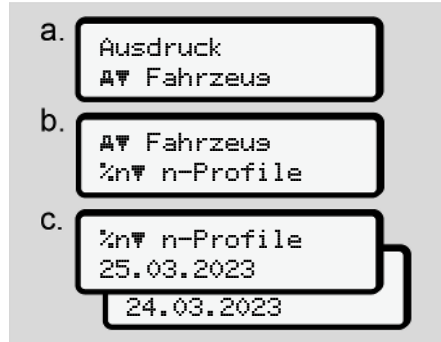 a.
Ausdruck
A▼ Fahrzeug
b.
A▼ Fahrzeug
%n▼ n-Profile
c.
%n▼ n-Profile
25.03.2023
24.03.2023